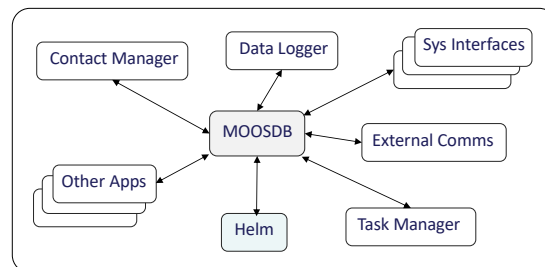 Data Logger
Sys Interfaces
Contact Manager
MOOSDB
External Comms
Other Apps
Helm
Task Manager